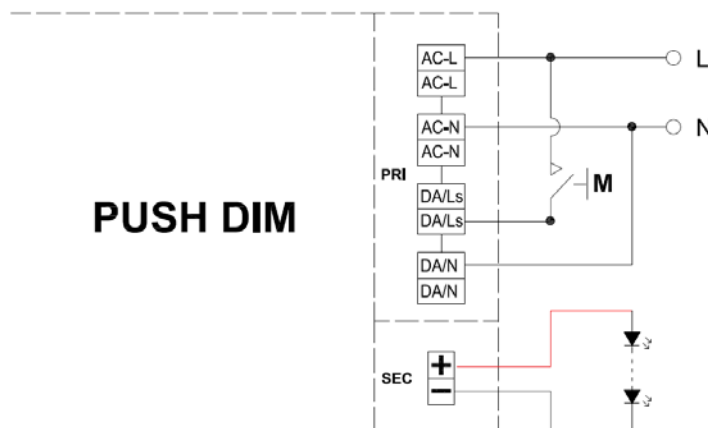 AC-L
L
AC-L
AC-N
N
AC-N
PRI
DA/Ls
M
PUSH DIM
DA/Ls
DA/N
DA/N
+
SEC
−